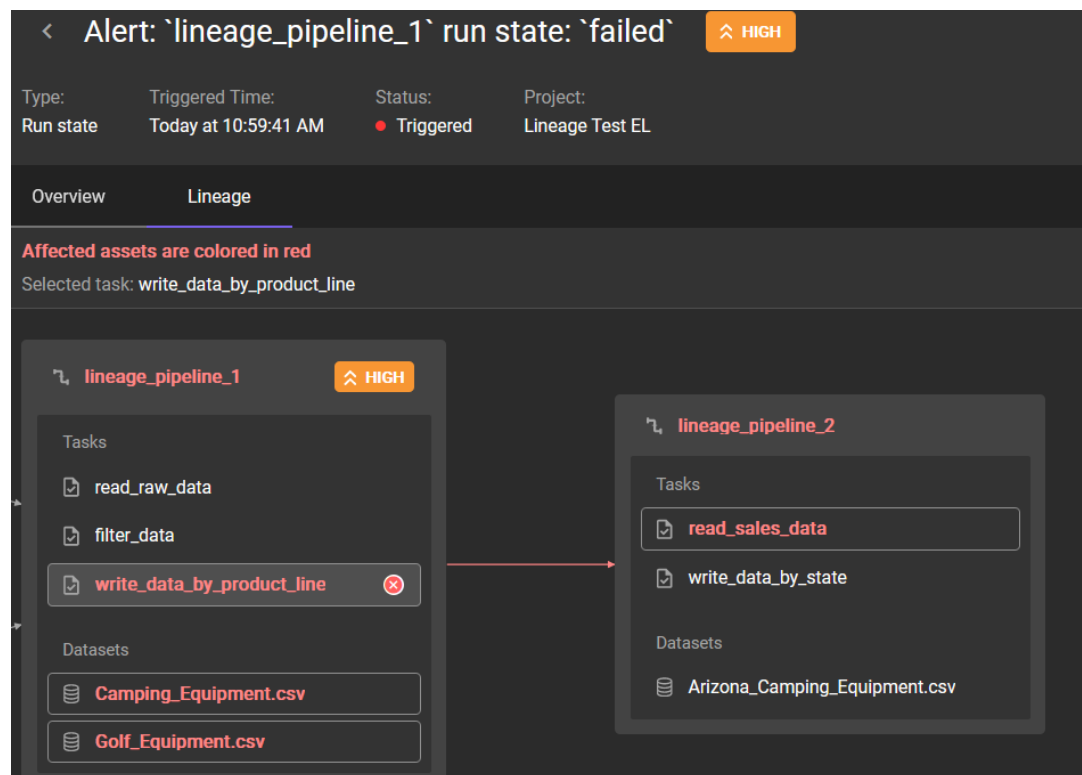 Alert: `lineage_pipeline_1` run state: `failed` HIGH
Type: Triggered Time: Status: Project:
Run state Today at 10:59:41 AM Triggered Lineage Test EL
Overview Lineage
Affected assets are colored in red
Selected task: write_data_by_product_line
lineage_pipeline_1 HIGH
Tasks
read_raw_data
filter_data
write_data_by_product_line
Datasets
Camping_Equipment.csv
Golf_Equipment.csv
lineage_pipeline_2
Tasks
read_sales_data
write_data_by_state
Datasets
Arizona_Camping_Equipment.csv